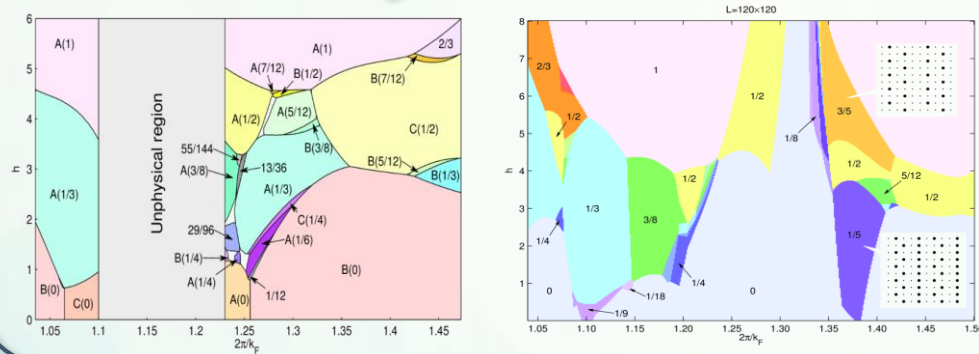 6
5
4
3
2
1
0
h
A(1)
A(1/3)
B(0)
C(0)
Unphysical region
A(1)
2/3
A(7/12)
B(1/2)
B(7/12)
A(1/2)
A(5/12)
C(1/2)
B(3/8)
55/144
13/36
A(3/8)
B(5/12)
B(1/3)
A(1/3)
C(1/4)
29/96
A(1/6)
B(1/4)
A(1/4)
1/12
A(0)
B(0)
1.05
1.1
1.25
1.3
1.35
1.4
1.45
2π/kF
L=120×120
8
7
6
5
4
3
2
1
h
2/3
1
1/2
1/2
1/8
3/5
1/3
3/8
1/2
1/2
5/12
1/2
1/4
1/4
1/5
0
1/18
1/9
0
0
1.04
1.05
1.10
1.15
1.20
1.25
1.30
1.35
1.40
1.45
1.50
2π/kF